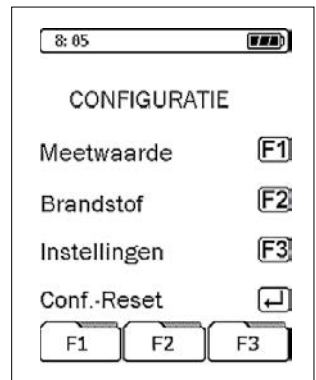 8:05
CONFIGURATIE
Meetwaarde F1
Brandstof F2
Instellingen F3
Conf.-Reset ↵
F1 F2 F3